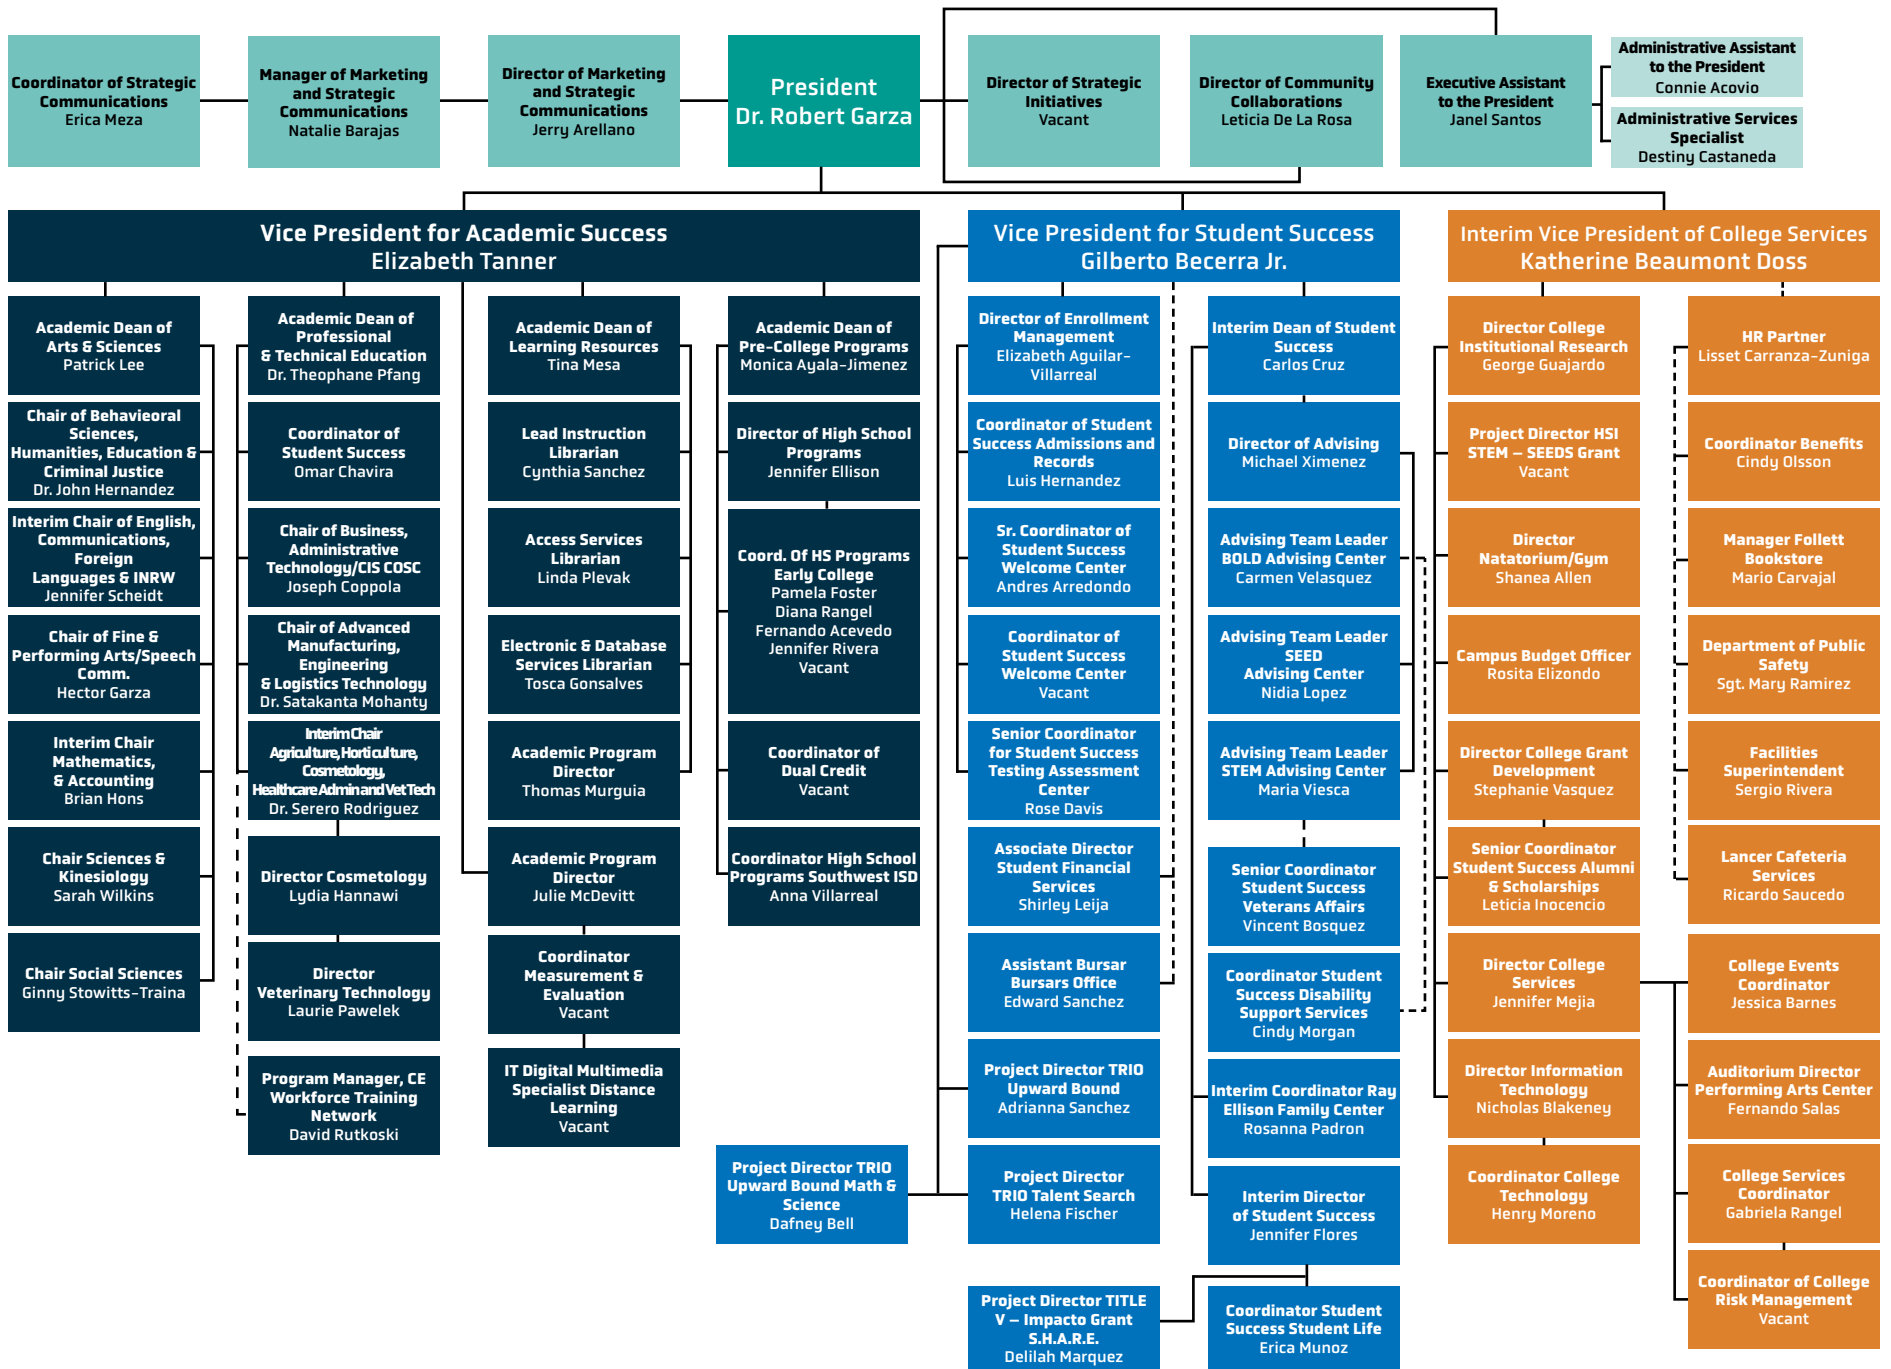 Coordinator of Strategic
Communications
Erica Meza
Manager of Marketing
and Strategic
Communications
Natalie Barajas
Director of Marketing
and Strategic
Communications
Jerry Arellano
President
Dr. Robert Garza
Director of Strategic
Initiatives
Vacant
Director of Community
Collaborations
Leticia De La Rosa
Executive Assistant
to the President
Janel Santos
Administrative Assistant
to the President
Connie Acovio
Administrative Services
Specialist
Destiny Castaneda
Vice President for Academic Success
Elizabeth Tanner
Academic Dean of
Arts & Sciences
Patrick Lee
Chair of Behavieoral
Sciences,
Humanities, Education &
Criminal Justice
Dr. John Hernandez
Interim Chair of English,
Communications,
Foreign
Languages & INRW
Jennifer Scheidt
Chair of Fine &
Performing Arts/Speech
Comm.
Hector Garza
Interim Chair
Mathematics,
& Accounting
Brian Hons
Chair Sciences &
Kinesiology
Sarah Wilkins
Chair Social Sciences
Ginny Stowitts-Traina
Academic Dean of
Professional
& Technical Education
Dr. Theophane Pfang
Coordinator of
Student Success
Omar Chavira
Chair of Business,
Administrative
Technology/CIS COSC
Joseph Coppola
Chair of Advanced
Manufacturing,
Engineering
& Logistics Technology
Dr. Satakanta Mohanty
Interim Chair
Agriculture, Horticulture,
Cosmetology,
Healthcare Admin and Vet Tech
Dr. Serero Rodriguez
Director Cosmetology
Lydia Hannawi
Director
Veterinary Technology
Laurie Pawelek
Program Manager, CE
Workforce Training
Network
David Rutkoski
Academic Dean of
Learning Resources
Tina Mesa
Lead Instruction
Librarian
Cynthia Sanchez
Access Services
Librarian
Linda Plevak
Electronic & Database
Services Librarian
Tosca Gonsalves
Academic Program
Director
Thomas Murguia
Academic Program
Director
Julie McDevitt
Coordinator
Measurement &
Evaluation
Vacant
IT Digital Multimedia
Specialist Distance
Learning
Vacant
Academic Dean of
Pre-College Programs
Monica Ayala-Jimenez
Director of High School
Programs
Jennifer Ellison
Coord. Of HS Programs
Early College
Pamela Foster
Diana Rangel
Fernando Acevedo
Jennifer Rivera
Vacant
Coordinator of
Dual Credit
Vacant
Coordinator High School
Programs Southwest ISD
Anna Villarreal
Vice President for Student Success
Gilberto Becerra Jr.
Director of Enrollment
Management
Elizabeth Aguilar-
Villarreal
Coordinator of Student
Success Admissions and
Records
Luis Hernandez
Sr. Coordinator of
Student Success
Welcome Center
Andres Arredondo
Coordinator of
Student Success
Welcome Center
Vacant
Senior Coordinator
for Student Success
Testing Assessment
Center
Rose Davis
Associate Director
Student Financial
Services
Shirley Leija
Assistant Bursar
Bursars Office
Edward Sanchez
Project Director TRIO
Upward Bound
Adrianna Sanchez
Project Director TRIO
Upward Bound Math &
Science
Dafney Bell
Project Director
TRIO Talent Search
Helena Fischer
Project Director TITLE
V – Impacto Grant
S.H.A.R.E.
Delilah Marquez
Interim Dean of Student
Success
Carlos Cruz
Director of Advising
Michael Ximenez
Advising Team Leader
BOLD Advising Center
Carmen Velasquez
Advising Team Leader
SEED
Advising Center
Nidia Lopez
Advising Team Leader
STEM Advising Center
Maria Viesca
Senior Coordinator
Student Success
Veterans Affairs
Vincent Bosquez
Coordinator Student
Success Disability
Support Services
Cindy Morgan
Interim Coordinator Ray
Ellison Family Center
Rosanna Padron
Interim Director
of Student Success
Jennifer Flores
Coordinator Student
Success Student Life
Erica Munoz
Interim Vice President of College Services
Katherine Beaumont Doss
Director College
Institutional Research
George Guajardo
Project Director HSI
STEM – SEEDS Grant
Vacant
Director
Natatorium/Gym
Shanea Allen
Campus Budget Officer
Rosita Elizondo
Director College Grant
Development
Stephanie Vasquez
Senior Coordinator
Student Success Alumni
& Scholarships
Leticia Inocencio
Director College
Services
Jennifer Mejia
Director Information
Technology
Nicholas Blakeney
Coordinator College
Technology
Henry Moreno
HR Partner
Lisset Carranza-Zuniga
Coordinator Benefits
Cindy Olsson
Manager Follett
Bookstore
Mario Carvajal
Department of Public
Safety
Sgt. Mary Ramirez
Facilities
Superintendent
Sergio Rivera
Lancer Cafeteria
Services
Ricardo Saucedo
College Events
Coordinator
Jessica Barnes
Auditorium Director
Performing Arts Center
Fernando Salas
College Services
Coordinator
Gabriela Rangel
Coordinator of College
Risk Management
Vacant